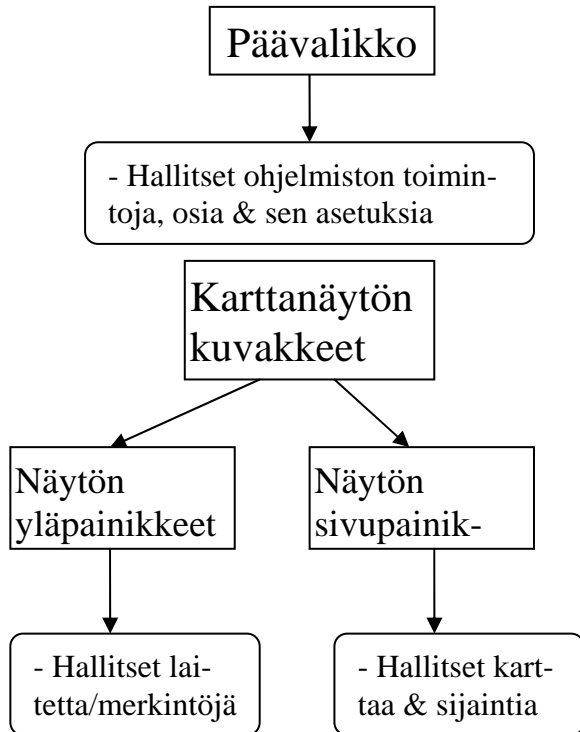 Päävalikko
- Hallitset ohjelmiston toimin-
toja, osia & sen asetuksia
Karttanäytön
kuvakkeet
Näytön
yläpainikkeet
Näytön
sivupainik-
- Hallitset lai-
tetta/merkintöjä
- Hallitset kart-
taa & sijaintia